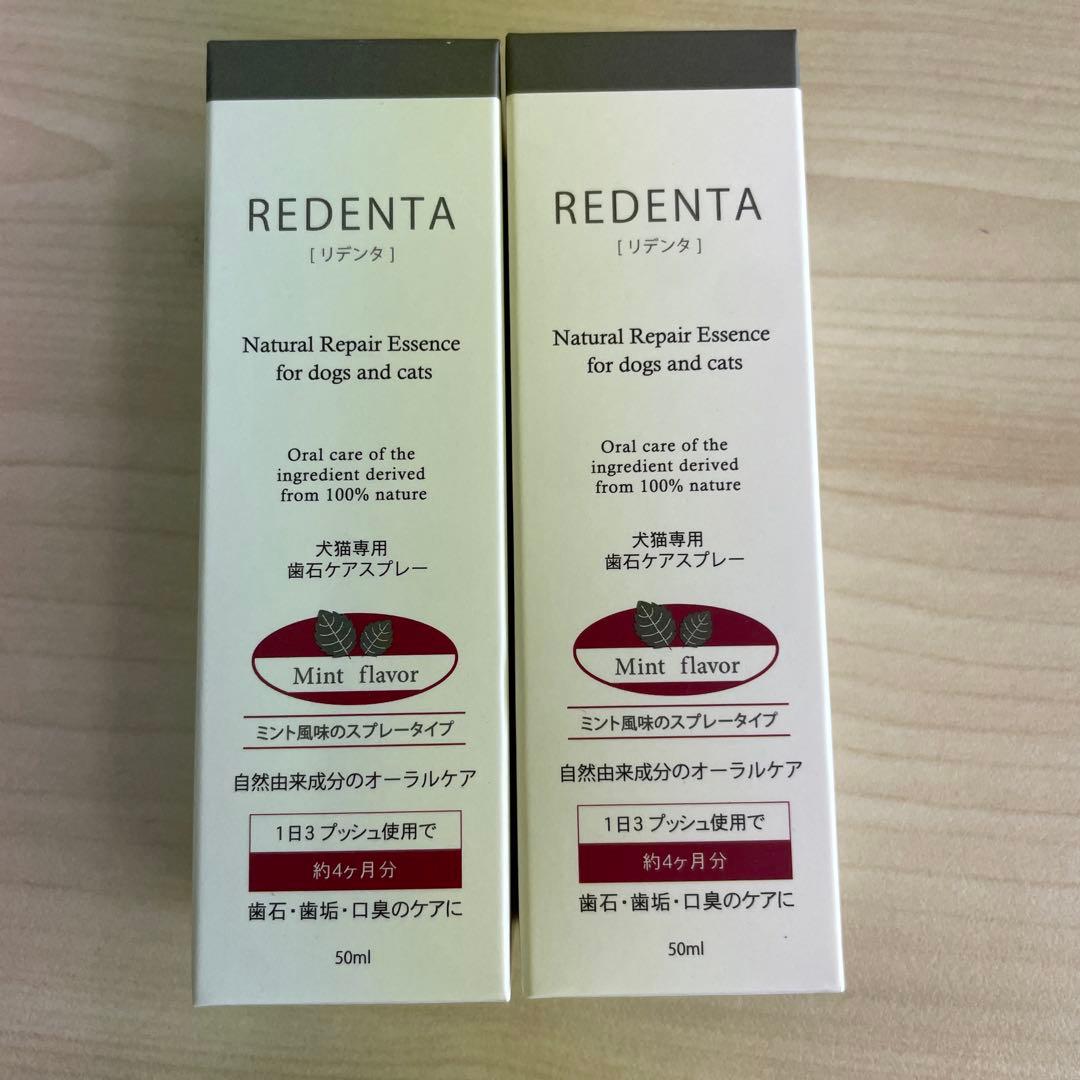 REDENTA
[ リデンタ ]
Natural Repair Essence
for dogs and cats
Oral care of the
ingredient derived
from 100% nature
犬猫専用
歯石ケアスプレー
Mint flavor
ミント風味のスプレータイプ
自然由来成分のオーラルケア
1日3 プッシュ使用で
約4ヶ月分
歯石・歯垢・口臭のケアに
50ml
REDENTA
[ リデンタ ]
Natural Repair Essence
for dogs and cats
Oral care of the
ingredient derived
from 100% nature
犬猫専用
歯石ケアスプレー
Mint flavor
ミント風味のスプレータイプ
自然由来成分のオーラルケア
1日3 プッシュ使用で
約4ヶ月分
歯石・歯垢・口臭のケアに
50ml